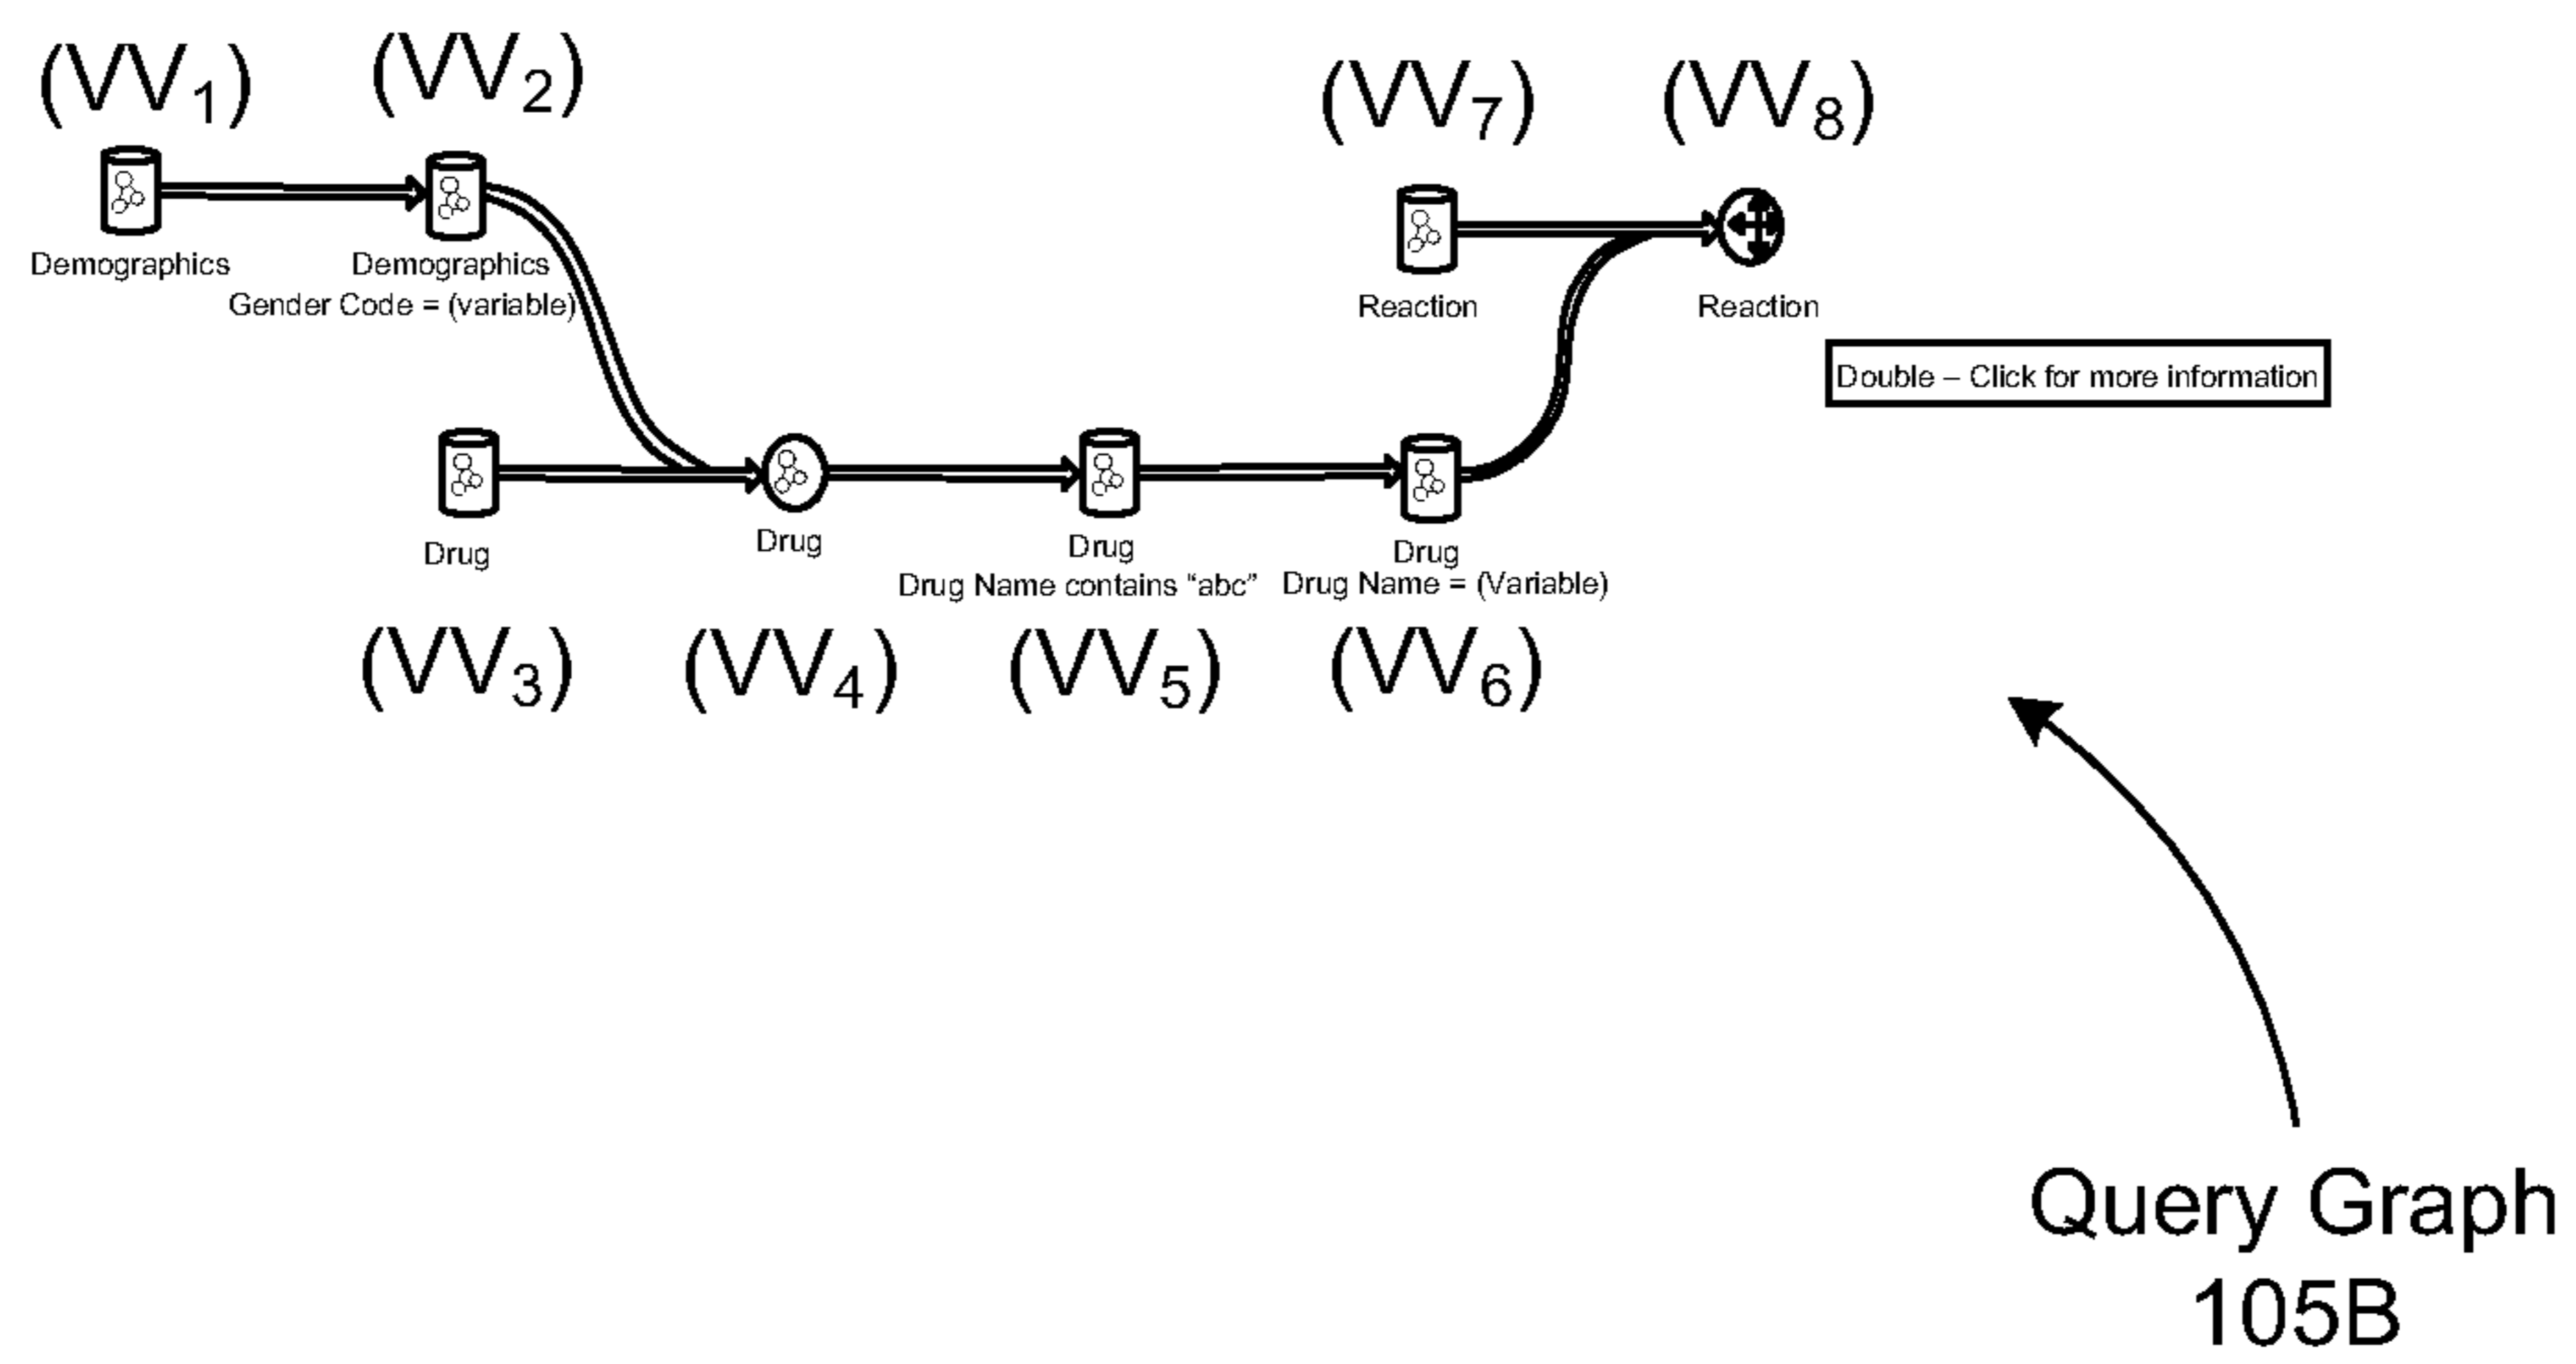 (VV1) (VV2) (VV7) (VV8)
Demographics Demographics
Gender Code = (variable)
Reaction Reaction
Double – Click for more information
Drug Drug Drug Drug
Drug Name contains “abc” Drug Name = (Variable)
(VV3) (VV4) (VV5) (VV6)
Query Graph
105B